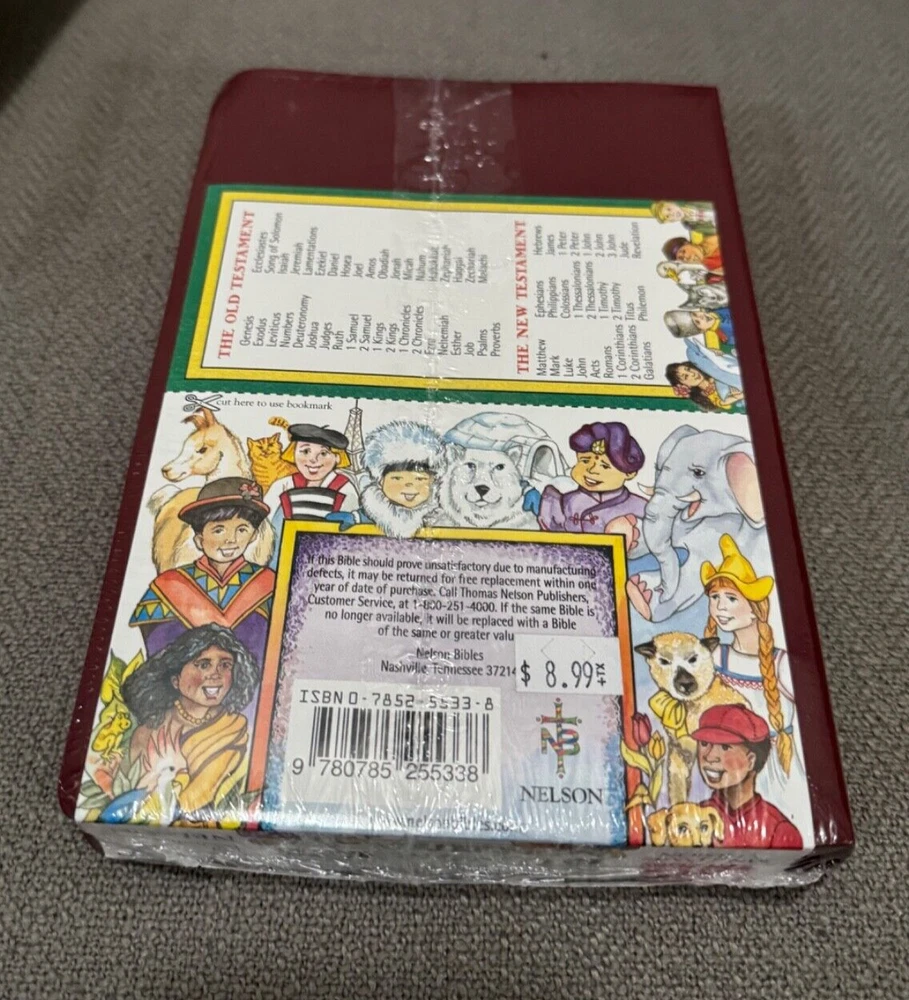 THE OLD TESTAMENT
Genesis
Exodus
Leviticus
Numbers
Deuteronomy
Joshua
Judges
Ruth
1 Samuel
2 Samuel
1 Kings
2 Kings
1 Chronicles
2 Chronicles
Ezra
Nehemiah
Esther
Job
Psalms
Proverbs
Ecclesiastes
Song of Solomon
Isaiah
Jeremiah
Lamentations
Ezekiel
Daniel
Hosea
Joel
Amos
Obadiah
Jonah
Micah
Nahum
Habakkuk
Zephaniah
Haggai
Zechariah
Malachi
THE NEW TESTAMENT
Matthew
Mark
Luke
John
Acts
Romans
1 Corinthians
2 Corinthians
Galatians
Ephesians
Philippians
Colossians
1 Thessalonians
2 Thessalonians
1 Timothy
2 Timothy
Titus
Philemon
Hebrews
James
1 Peter
2 Peter
1 John
2 John
3 John
Jude
Revelation
cut here to use bookmark
If this Bible should prove unsatisfactory due to manufacturing
defects, it may be returned for free replacement within one
year of date of purchase. Call Thomas Nelson Publishers,
Customer Service, at 1-800-251-4000. If the same Bible is
no longer available, it will be replaced with a Bible
of the same or greater valu
Nelson Bibles
Nashville Tennessee 37214
$ 8.99+TX
ISBN 0-7852-5533-8
9 780785 255338
NELSON